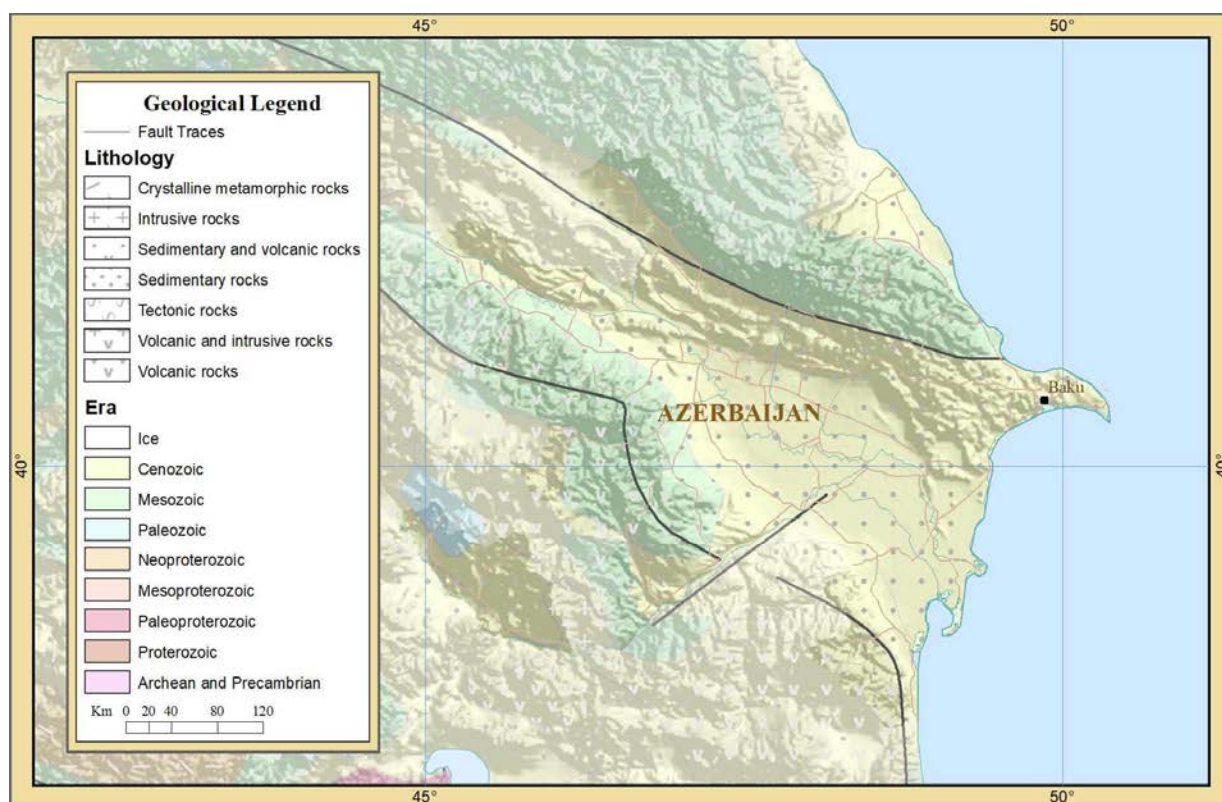 45°
50°
Geological Legend
Fault Traces
Lithology
Crystalline metamorphic rocks
Intrusive rocks
Sedimentary and volcanic rocks
Sedimentary rocks
Tectonic rocks
Volcanic and intrusive rocks
Volcanic rocks
Era
Ice
Cenozoic
Mesozoic
Paleozoic
Neoproterozoic
Mesoproterozoic
Paleoproterozoic
Proterozoic
Archean and Precambrian
Km 0 20 40 80 120
Baku
AZERBAIJAN
40°
40°
45°
50°